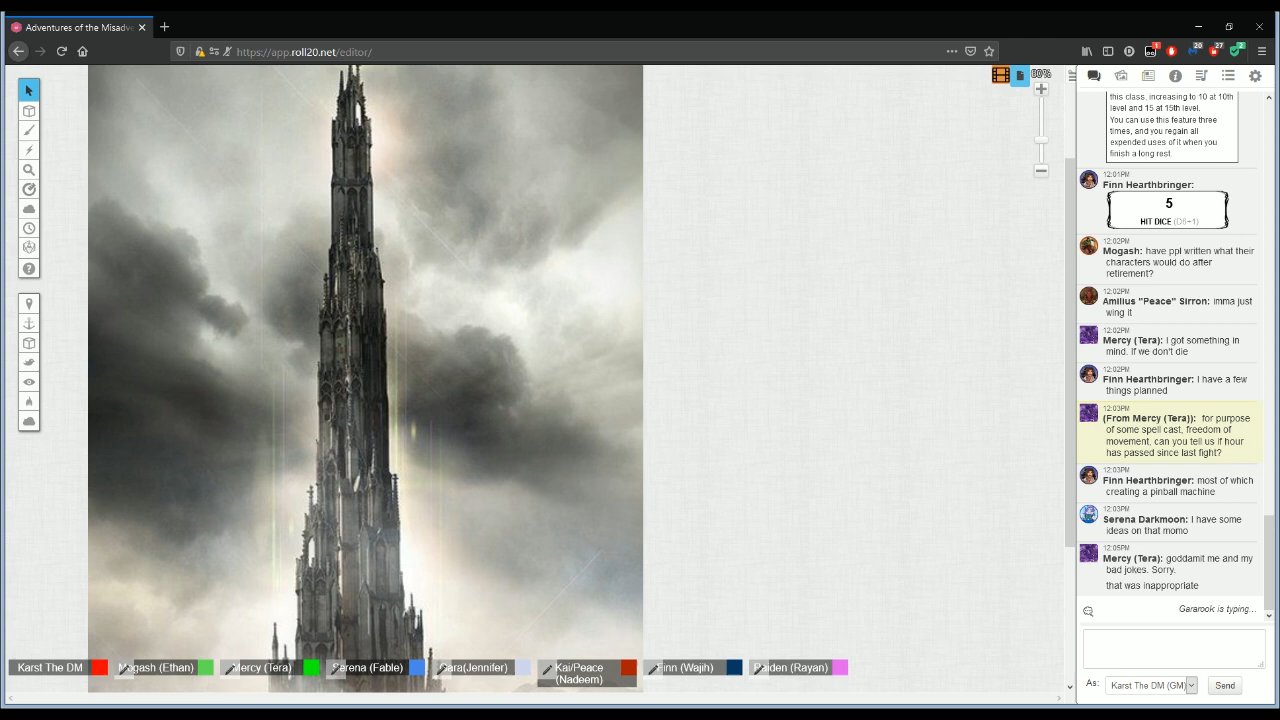 Adventures of the Misadve
https://app.roll20.net/editor/
1
20
27
2
80%
this class, increasing to 10 at 10th
level and 15 at 15th level.
You can use this feature three
times, and you regain all
expended uses of it when you
finish a long rest.
12:01PM
Finn Hearthbringer:
5
HIT DICE (D6+1)
12:02PM
Mogash: have ppl written what their
characters would do after
retirement?
12:02PM
Amilius "Peace" Sirron: imma just
wing it
12:02PM
Mercy (Tera): I got something in
mind. If we don't die
12:02PM
Finn Hearthbringer: I have a few
things planned
12:03PM
(From Mercy (Tera)): for purpose
of some spell cast, freedom of
movement, can you tell us if hour
has passed since last fight?
12:03PM
Finn Hearthbringer: most of which
creating a pinball machine
12:03PM
Serena Darkmoon: I have some
ideas on that momo
12:05PM
Mercy (Tera): goddamit me and my
bad jokes. Sorry.
that was inappropriate
Gararook is typing...
Karst The DM
Mogash (Ethan)
Mercy (Tera)
Serena (Fable)
Gara(Jennifer)
Kai/Peace
(Nadeem)
Finn (Wajih)
Raiden (Rayan)
As:
Karst The DM (GM)
Send